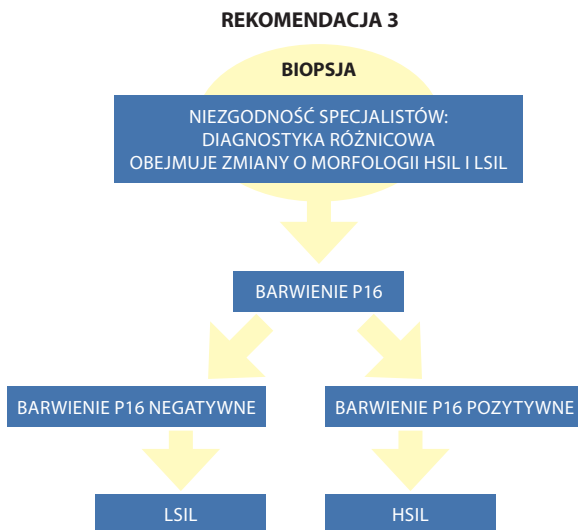 REKOMENDACJA 3
BIOPSJA
NIEZGODNOŚĆ SPECJALISTÓW:
DIAGNOSTYKA RÓŻNICOWA
OBEJMUJE ZMIANY O MORFOLOGII HSIL I LSIL
BARWIENIE P16
BARWIENIE P16 NEGATYWNE
BARWIENIE P16 POZYTYWNE
LSIL
HSIL